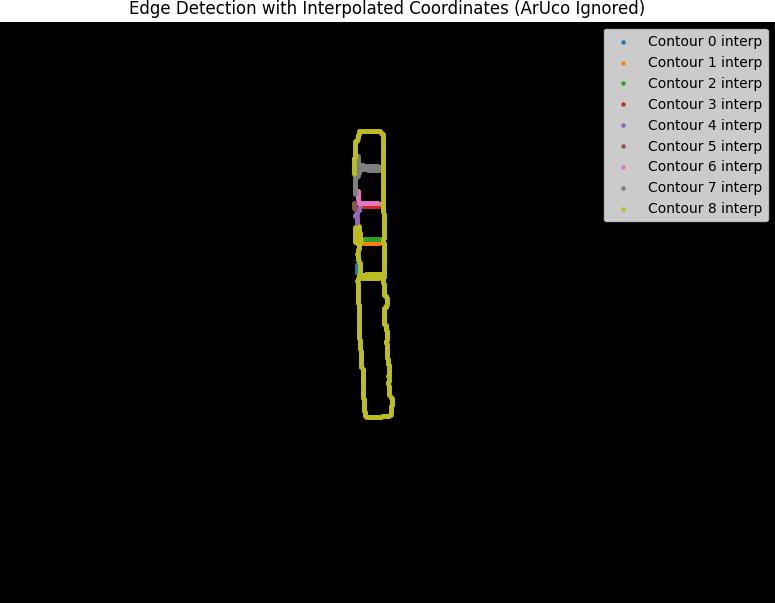 Edge Detection with Interpolated Coordinates (ArUco Ignored)
Contour 0 interp
Contour 1 interp
Contour 2 interp
Contour 3 interp
Contour 4 interp
Contour 5 interp
Contour 6 interp
Contour 7 interp
Contour 8 interp